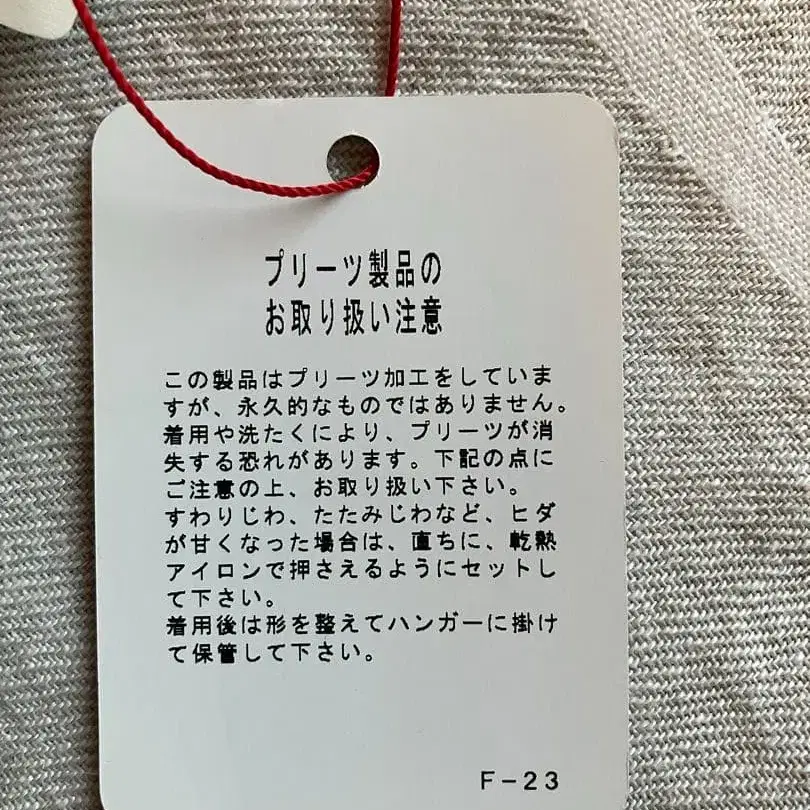 プリーツ製品の
お取り扱い注意
この製品はプリーツ加工をしていま
すが、永久的なものではありません。
着用や洗たくにより、プリーツが消
失する恐れがあります。下記の点に
ご注意の上、お取り扱い下さい。
すわりじわ、たたみじわなど、ヒダ
が甘くなった場合は、直ちに、乾熱
アイロンで押さえるようにセットし
て下さい。
着用後は形を整えてハンガーに掛け
て保管して下さい。
F-23